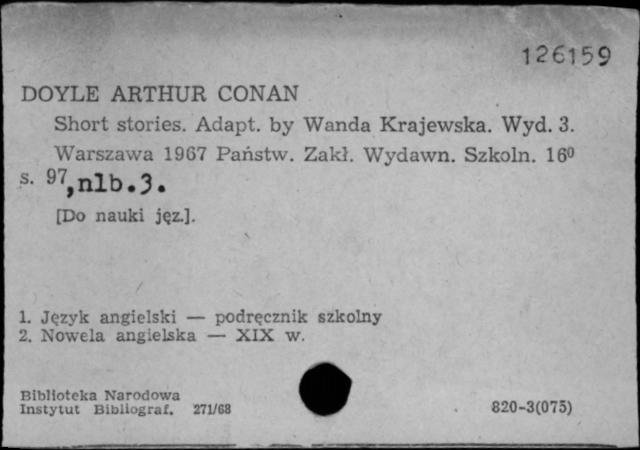 126159
DOYLE ARTHUR CONAN
Short stories. Adapt. by Wanda Krajewska. Wyd. 3.
Warszawa 1967 Państw. Zakł. Wydawn. Szkoln. 16⁰
s. 97, nlb. 3.
[Do nauki jęz.].
1. Język angielski — podręcznik szkolny
2. Nowela angielska — XIX w.
Biblioteka Narodowa
Instytut Bibliograf. 271/68
820-3(075)